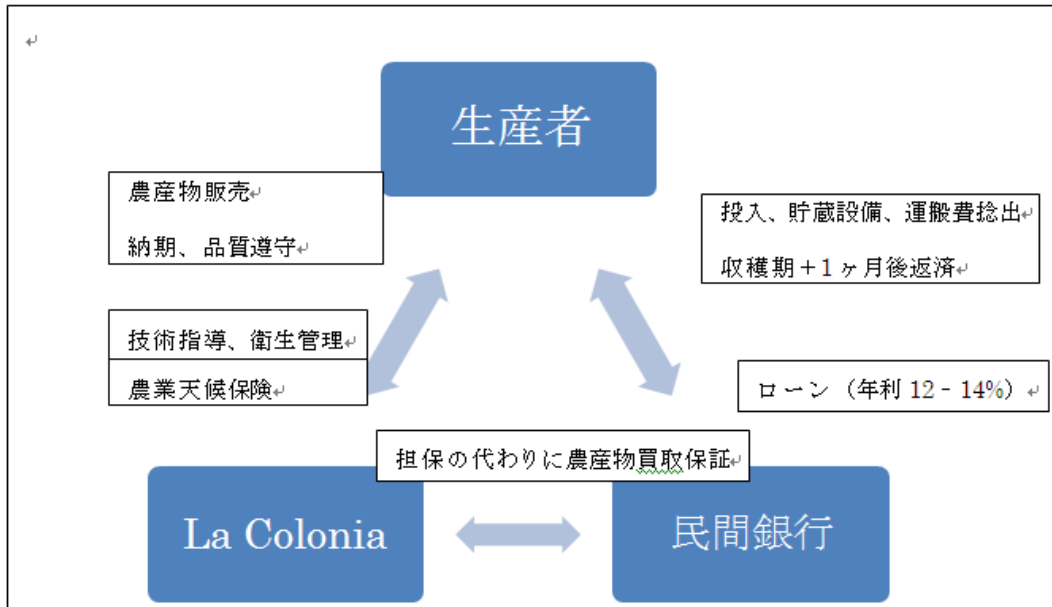 生産者
農産物販売
納期、品質遵守
投入、貯蔵設備、運搬費捻出
収穫期+1ヶ月後返済
技術指導、衛生管理
農業天候保険
ローン(年利12‐14%)
担保の代わりに農産物買取保証
La Colonia
民間銀行